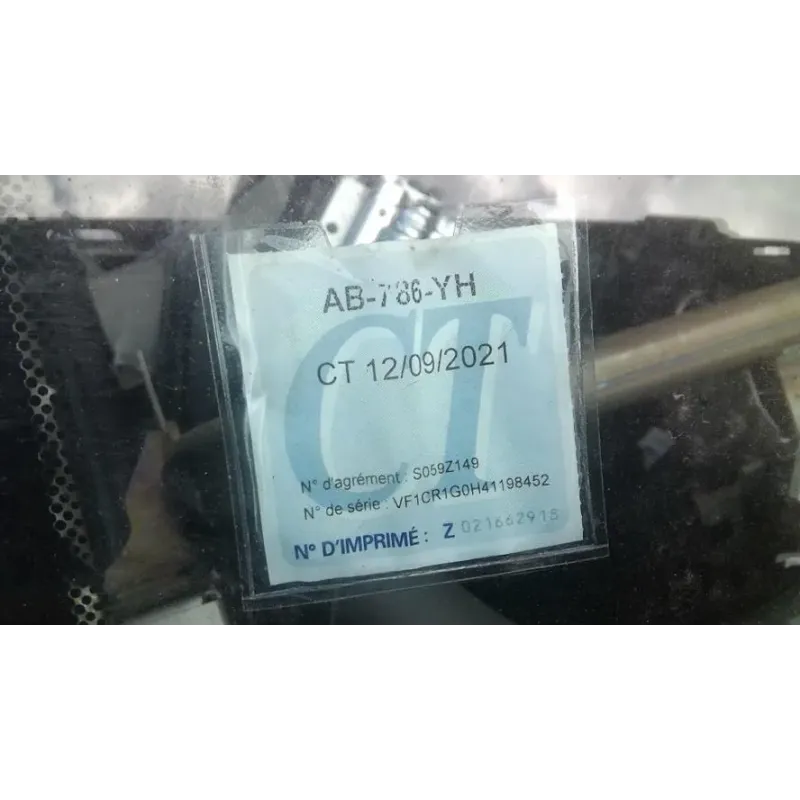 AB-786-YH
CT 12/09/2021
CT
N° d'agrément : S059Z149
N° de série : VF1CR1G0H41198452
N° D'IMPRIMÉ : Z 021662918